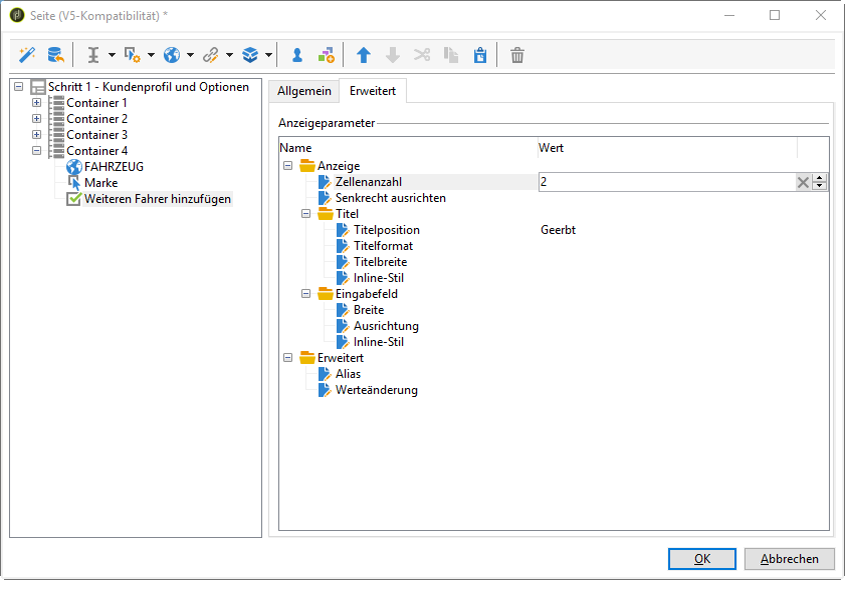 Seite (V5-Kompatibilität) *
Schritt 1 - Kundenprofil und Optionen
Container 1
Container 2
Container 3
Container 4
FAHRZEUG
Marke
Weiteren Fahrer hinzufügen
Allgemein Erweitert
Anzeigeparameter
Name Wert
Anzeige
Zellenanzahl 2
Senkrecht ausrichten
Titel
Titelposition Geerbt
Titelformat
Titelbreite
Inline-Stil
Eingabefeld
Breite
Ausrichtung
Inline-Stil
Erweitert
Alias
Werteänderung
OK Abbrechen